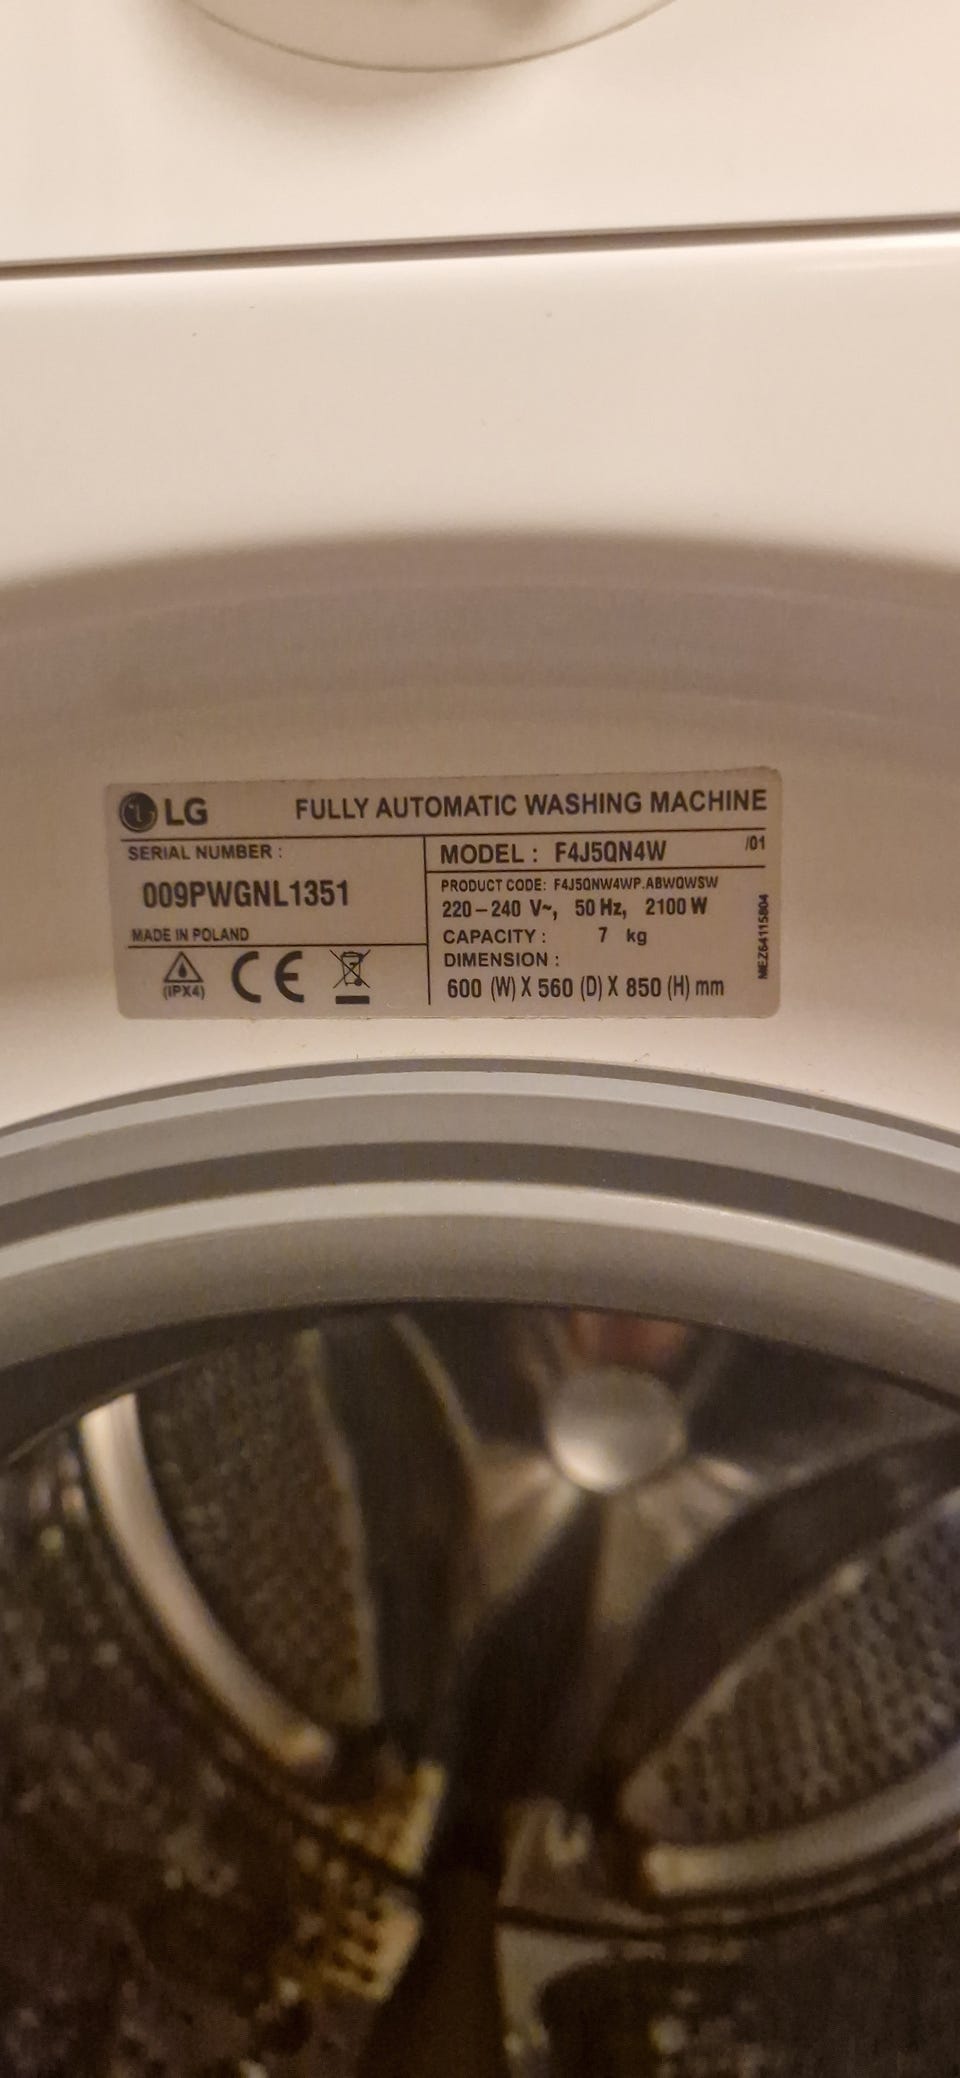 LG FULLY AUTOMATIC WASHING MACHINE
SERIAL NUMBER :
009PWGNL1351
MADE IN POLAND
(IPX4) CE
MODEL : F4J5QN4W /01
PRODUCT CODE: F4J5QNW4WP.ABWQWSW
220-240 V~, 50 Hz, 2100 W
CAPACITY : 7 kg
DIMENSION :
600 (W) X 560 (D) X 850 (H) mm
MEZ64115804